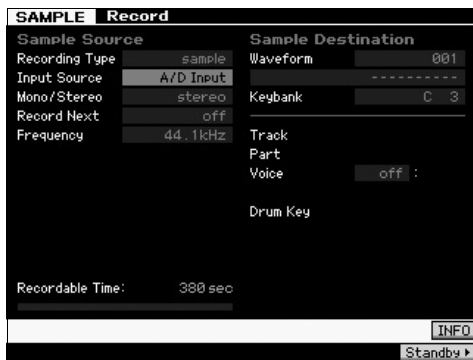 SAMPLE Record
Sample Source
Recording Type sample
Input Source A/D Input
Mono/Stereo stereo
Record Next off
Frequency 44.1kHz
Recordable Time: 380 sec
Sample Destination
Waveform 001
----------
Keybank C 3
Track
Part
Voice off :
Drum Key
INFO
Standby